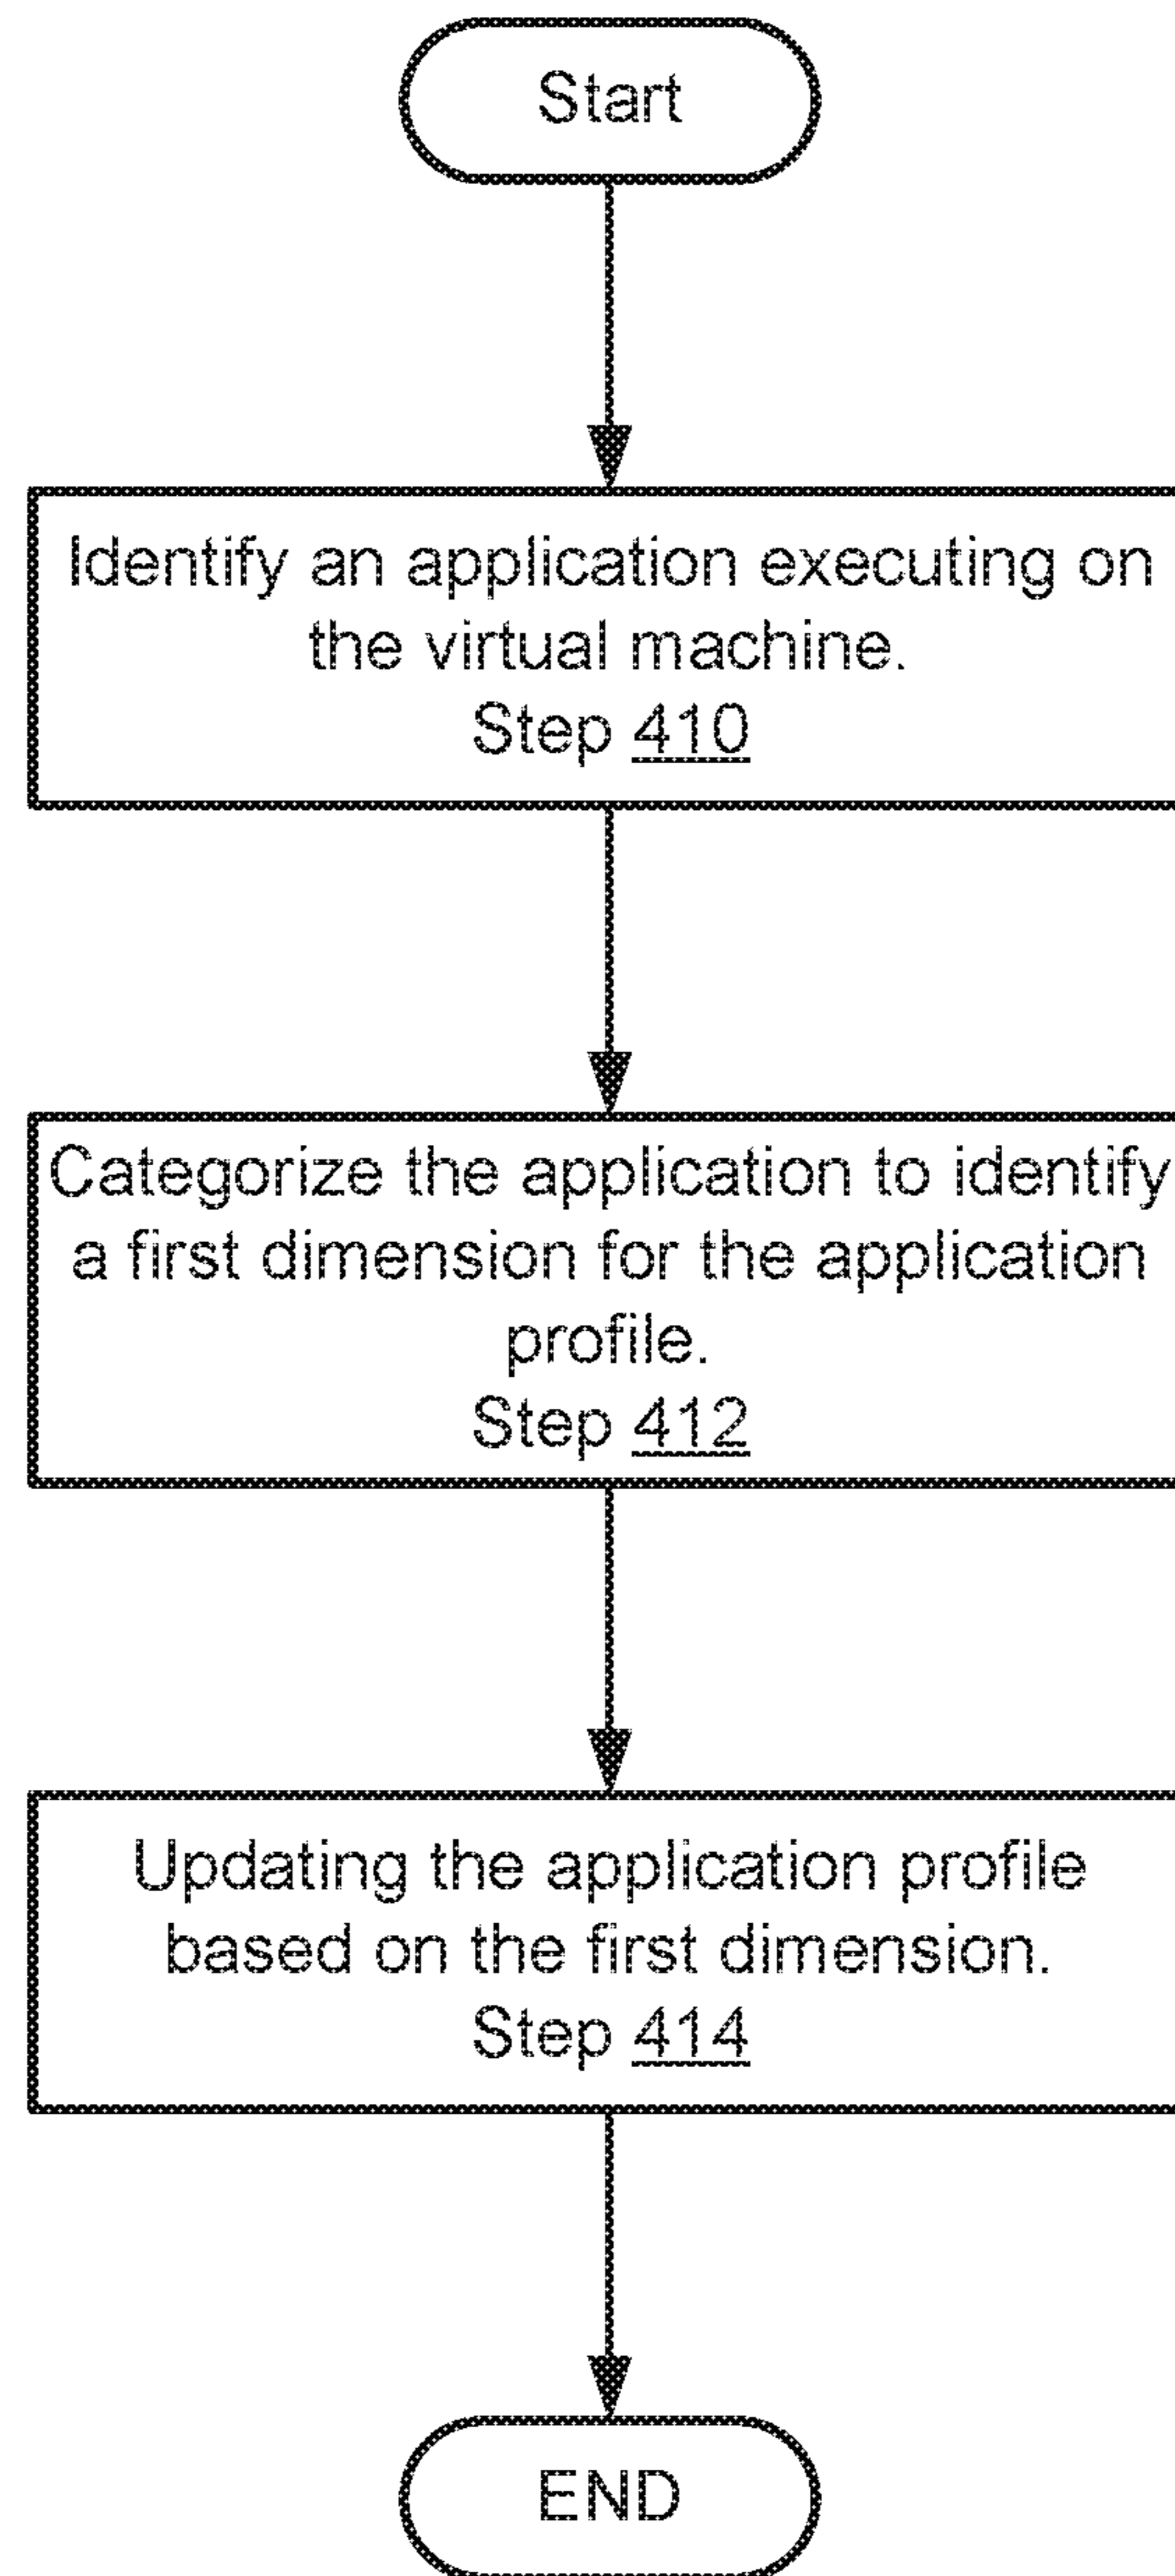 Start
Identify an application executing on
the virtual machine.
Step 410
Categorize the application to identify
a first dimension for the application
profile.
Step 412
Updating the application profile
based on the first dimension.
Step 414
END